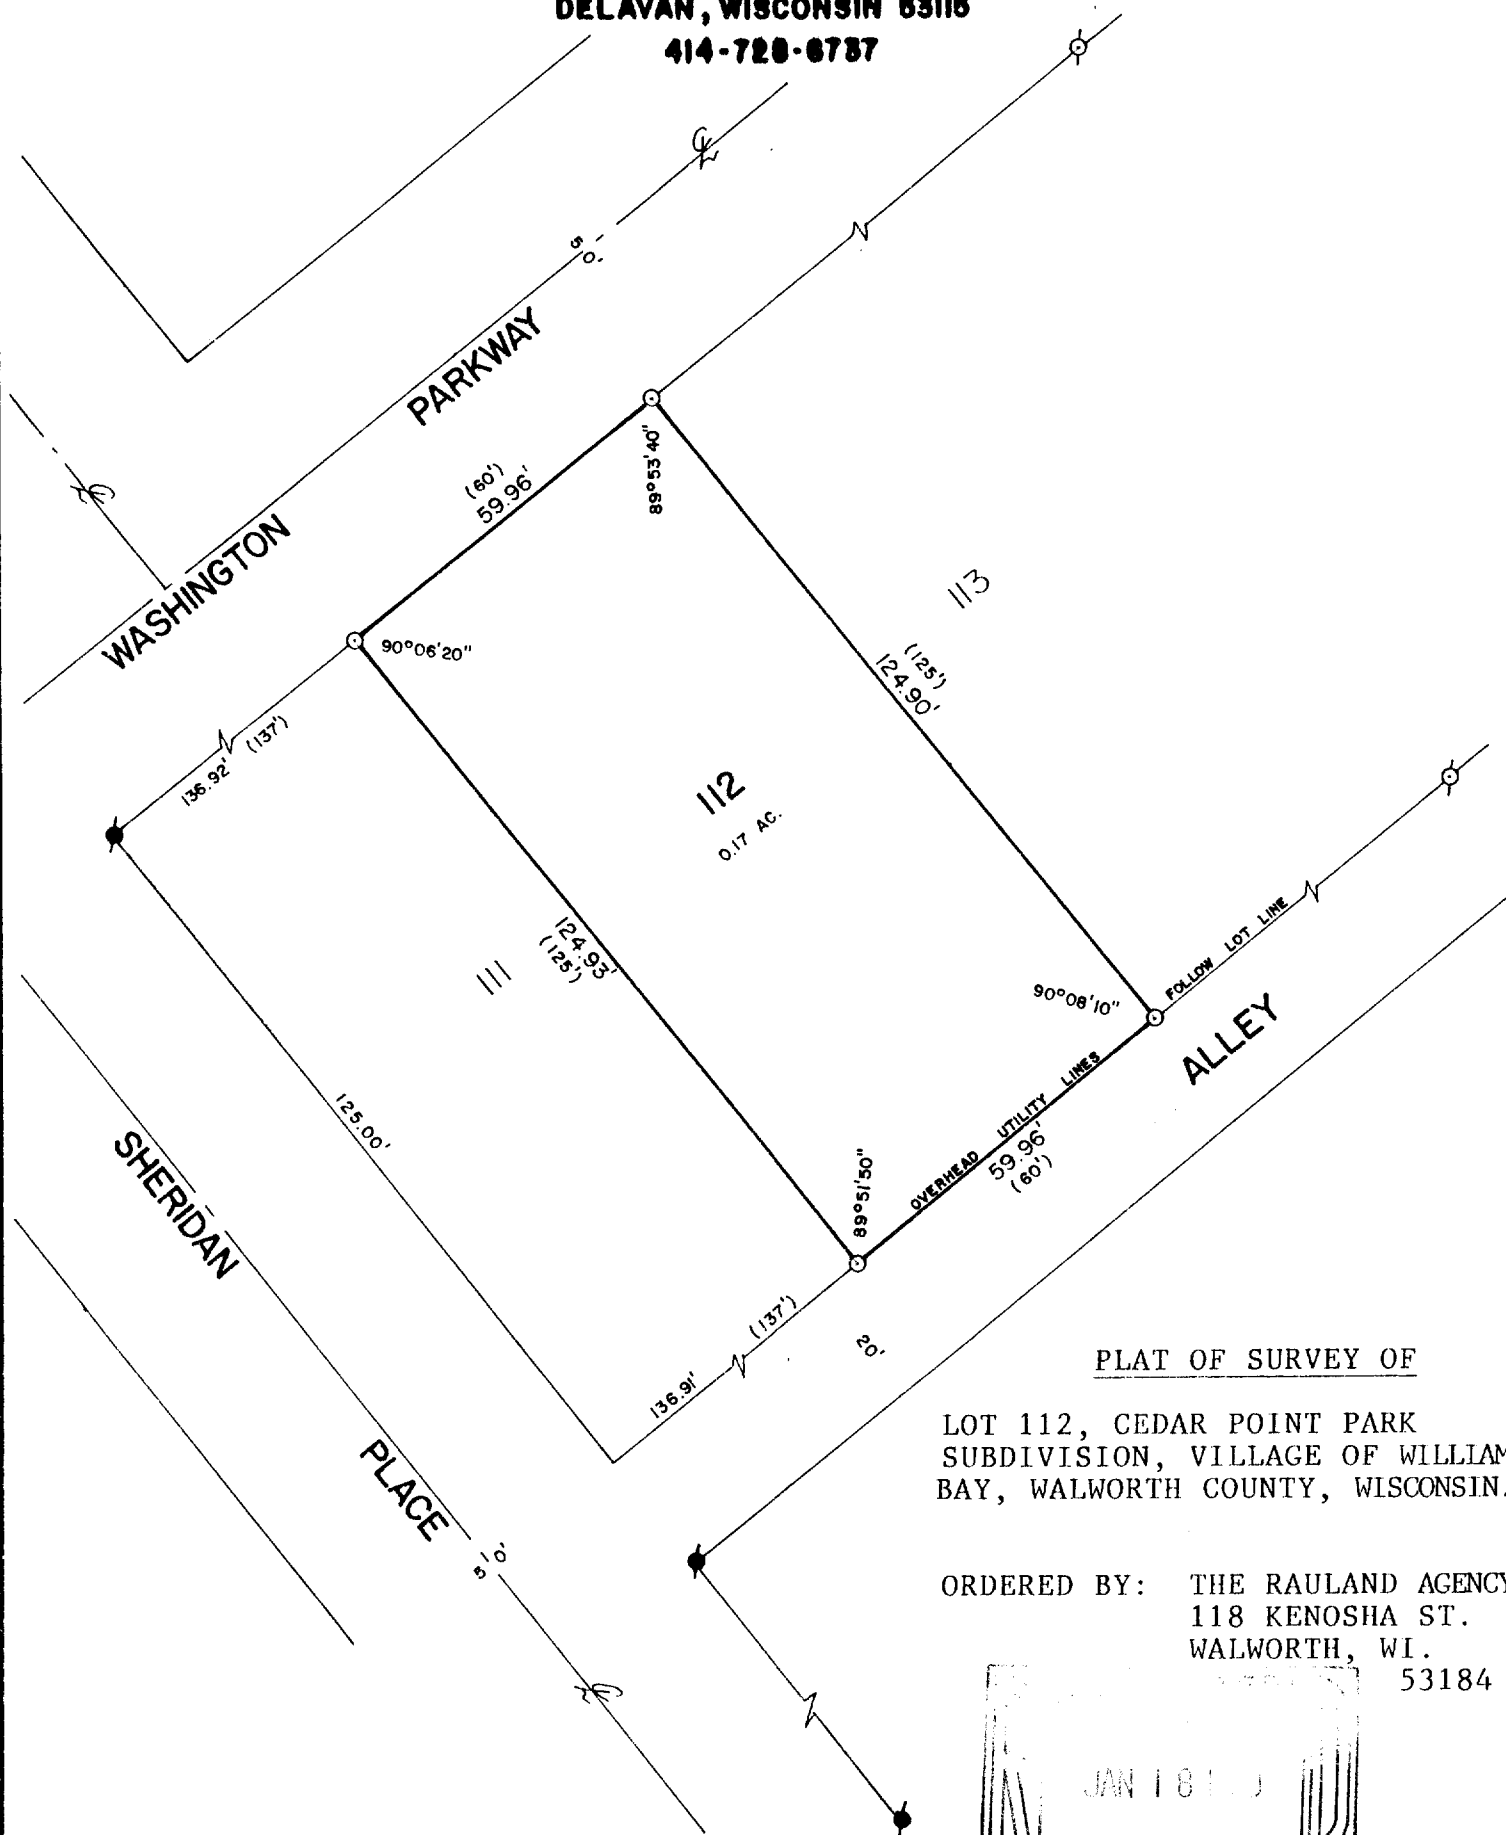 DELAVAN, WISCONSIN 53115
414-728-6787
℄
50'
WASHINGTON PARKWAY
(60')
59.96'
89°53'40"
90°06'20"
113
(125')
124.90'
136.92' (137')
112
0.17 AC.
124.93'
(125')
111
125.00'
90°08'10"
FOLLOW LOT LINE
ALLEY
OVERHEAD UTILITY LINES
59.96'
(60')
89°51'50"
SHERIDAN PLACE
50'
136.91' (137')
20'
PLAT OF SURVEY OF
LOT 112, CEDAR POINT PARK
SUBDIVISION, VILLAGE OF WILLIAM
BAY, WALWORTH COUNTY, WISCONSIN.
ORDERED BY: THE RAULAND AGENCY
118 KENOSHA ST.
WALWORTH, WI.
53184
JAN 18